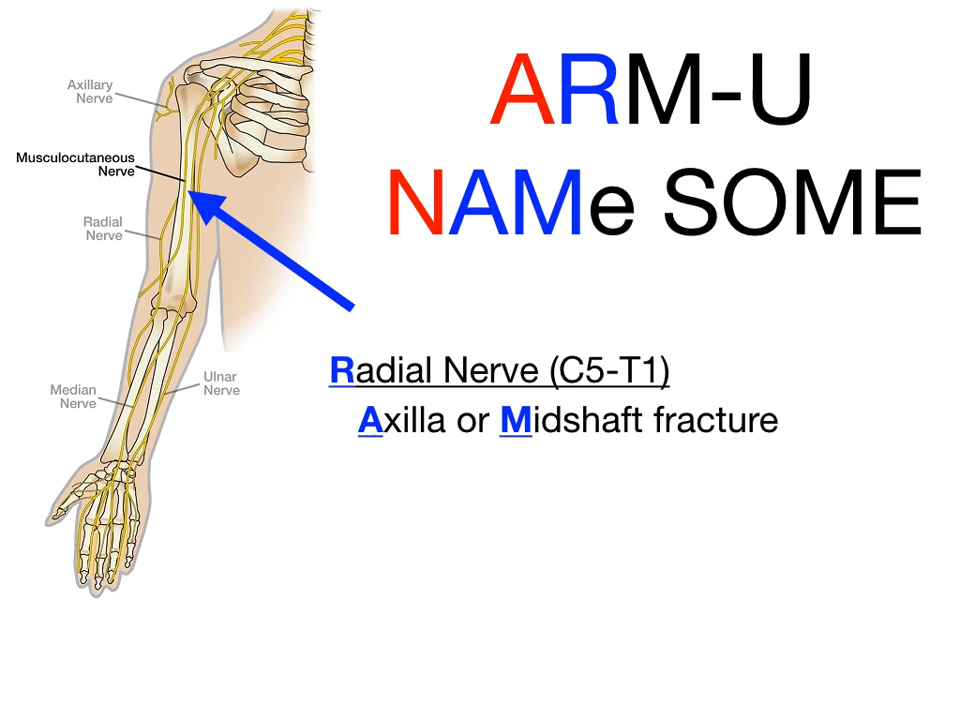 ARM-U
NAMe SOME
Axillary
Nerve
Musculocutaneous
Nerve
Radial
Nerve
Median
Nerve
Ulnar
Nerve
Radial Nerve (C5-T1)
Axilla or Midshaft fracture